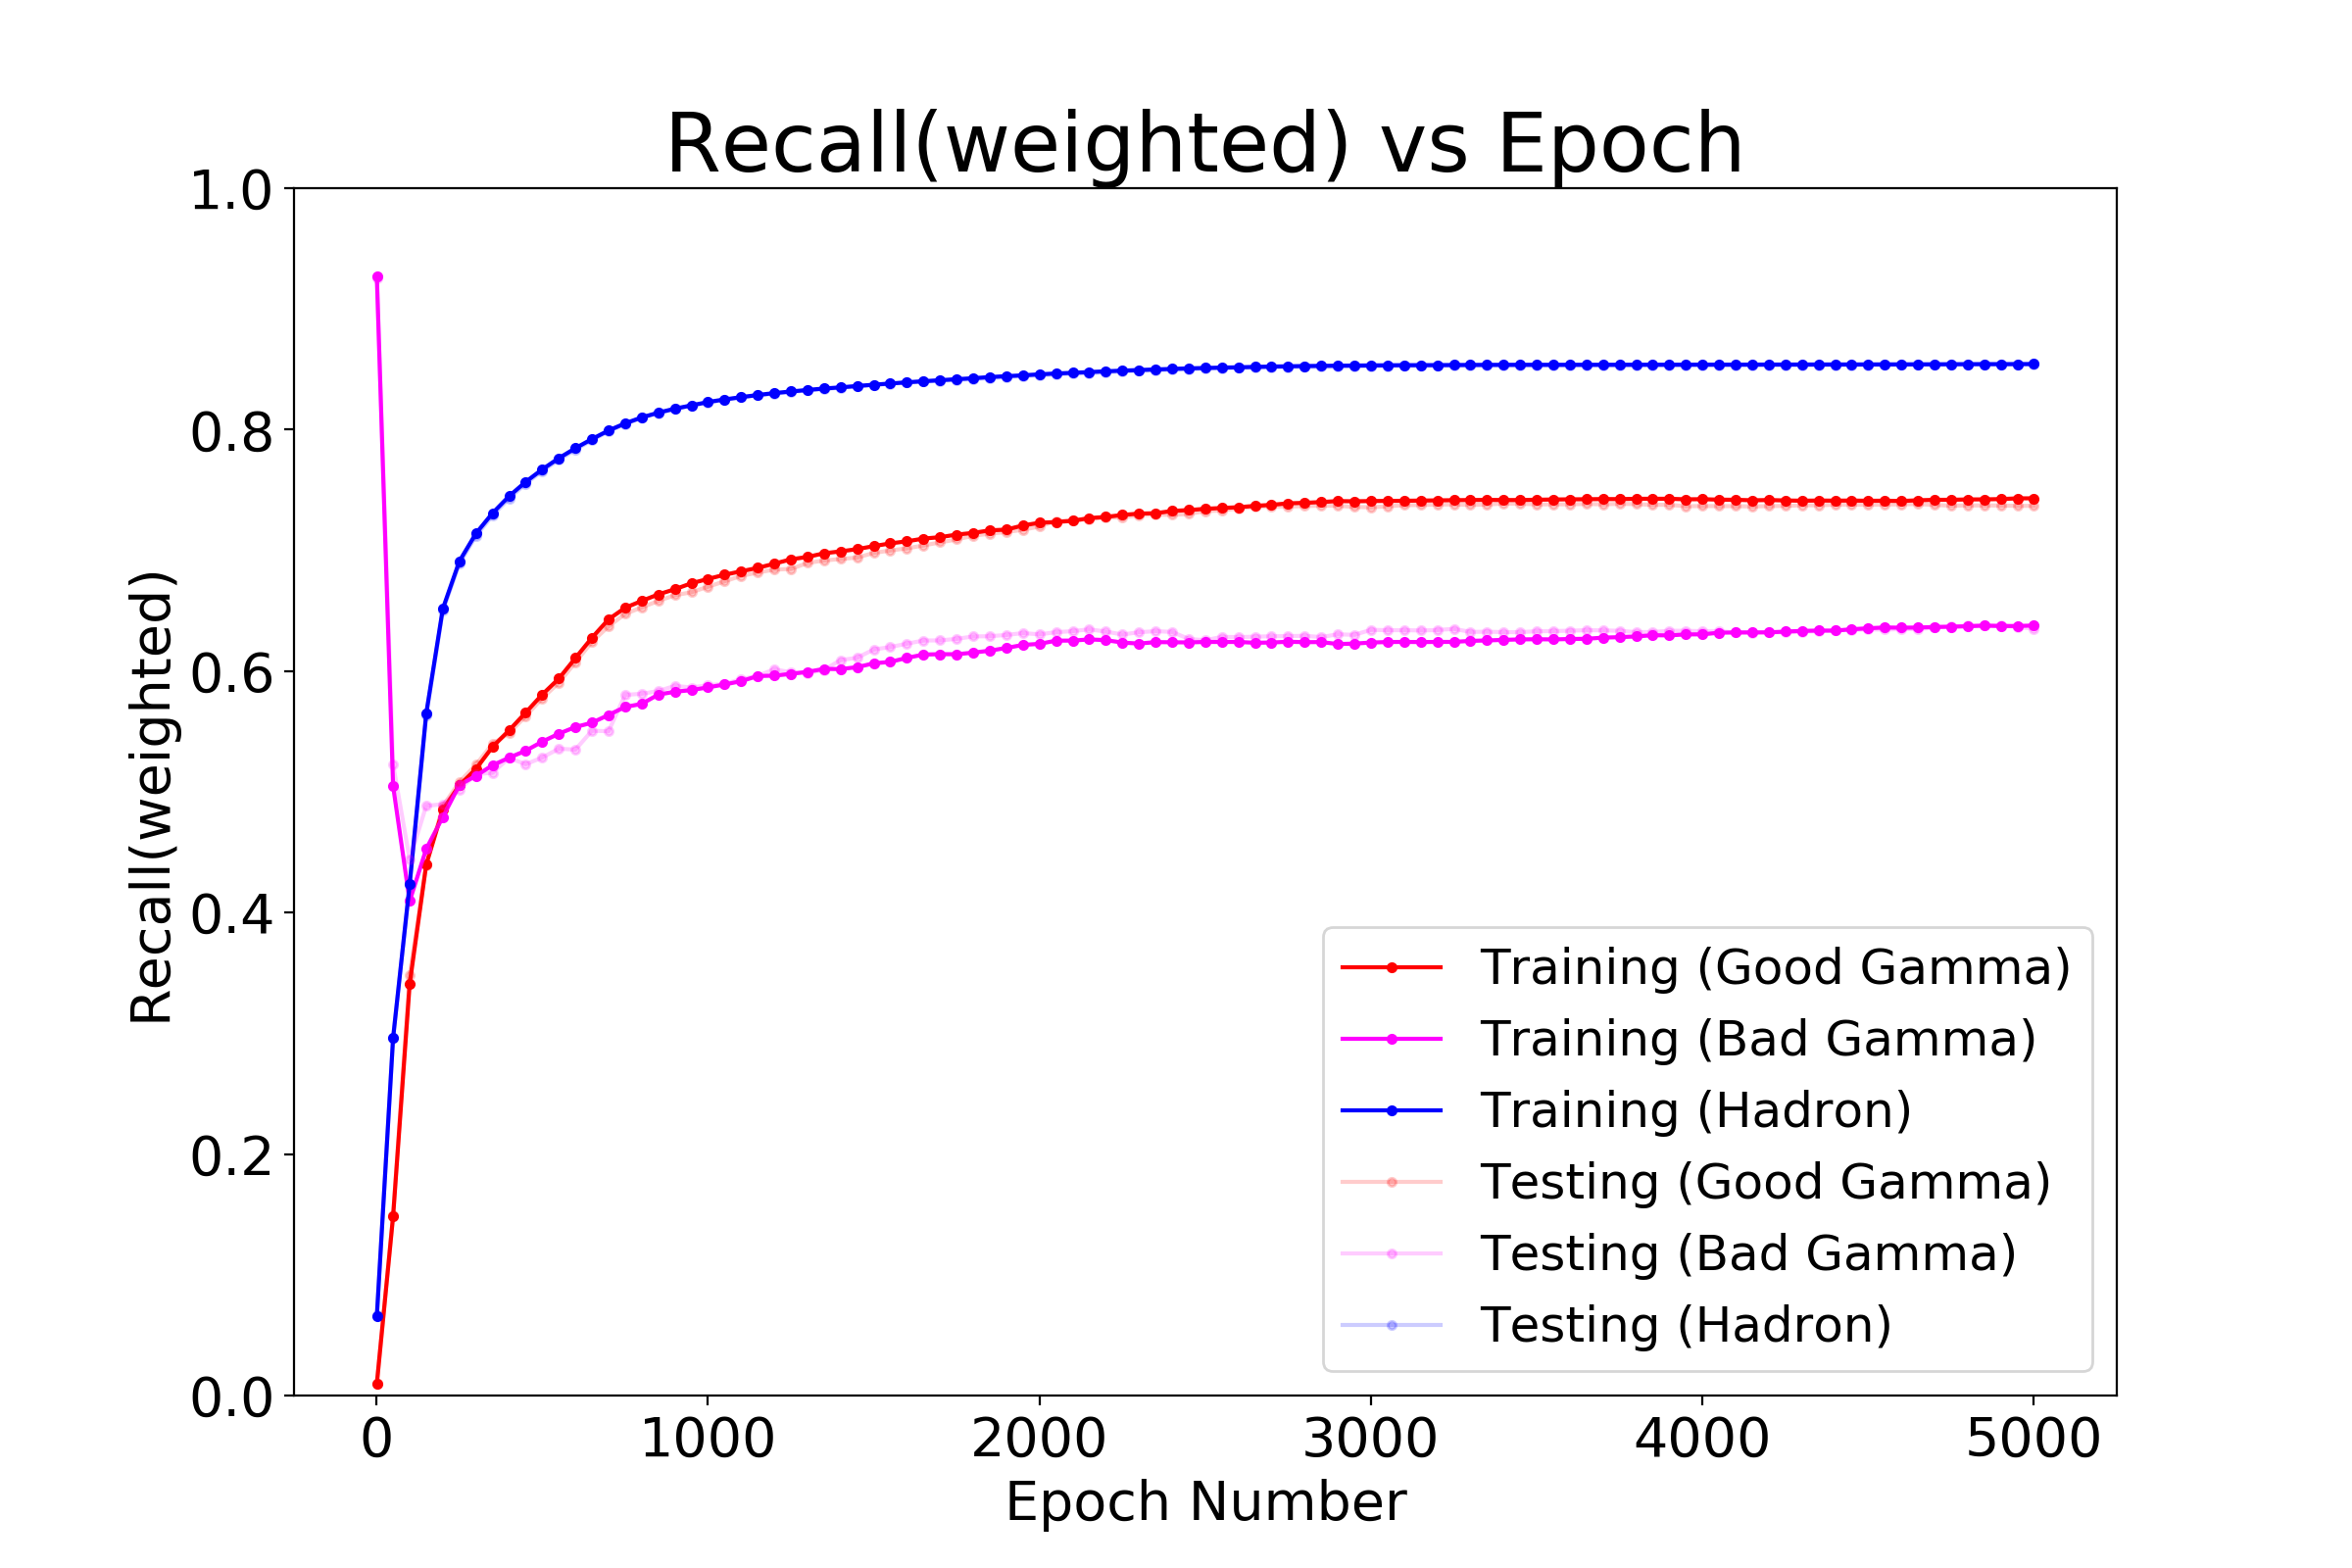 Recall(weighted) vs Epoch
1.0
0.8
0.6
0.4
0.2
0.0
Recall(weighted)
0 1000 2000 3000 4000 5000
Epoch Number
Training (Good Gamma)
Training (Bad Gamma)
Training (Hadron)
Testing (Good Gamma)
Testing (Bad Gamma)
Testing (Hadron)